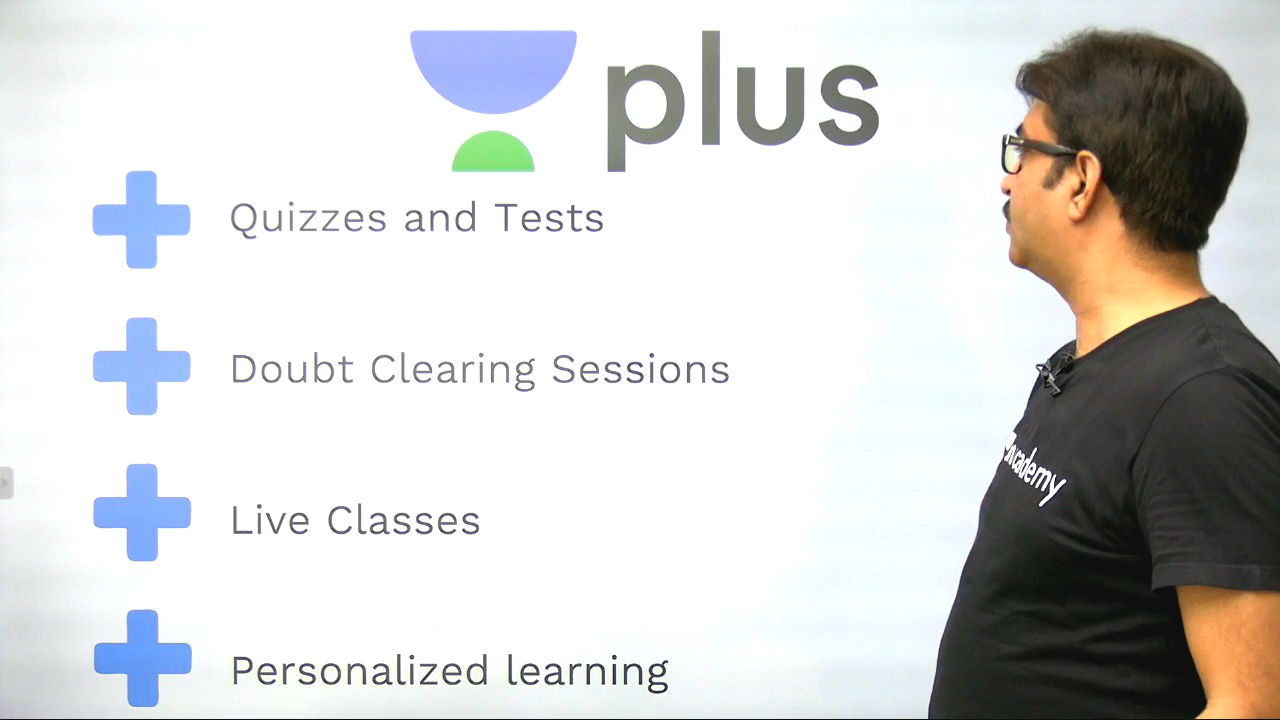 plus
Quizzes and Tests
Doubt Clearing Sessions
Live Classes
Personalized learning